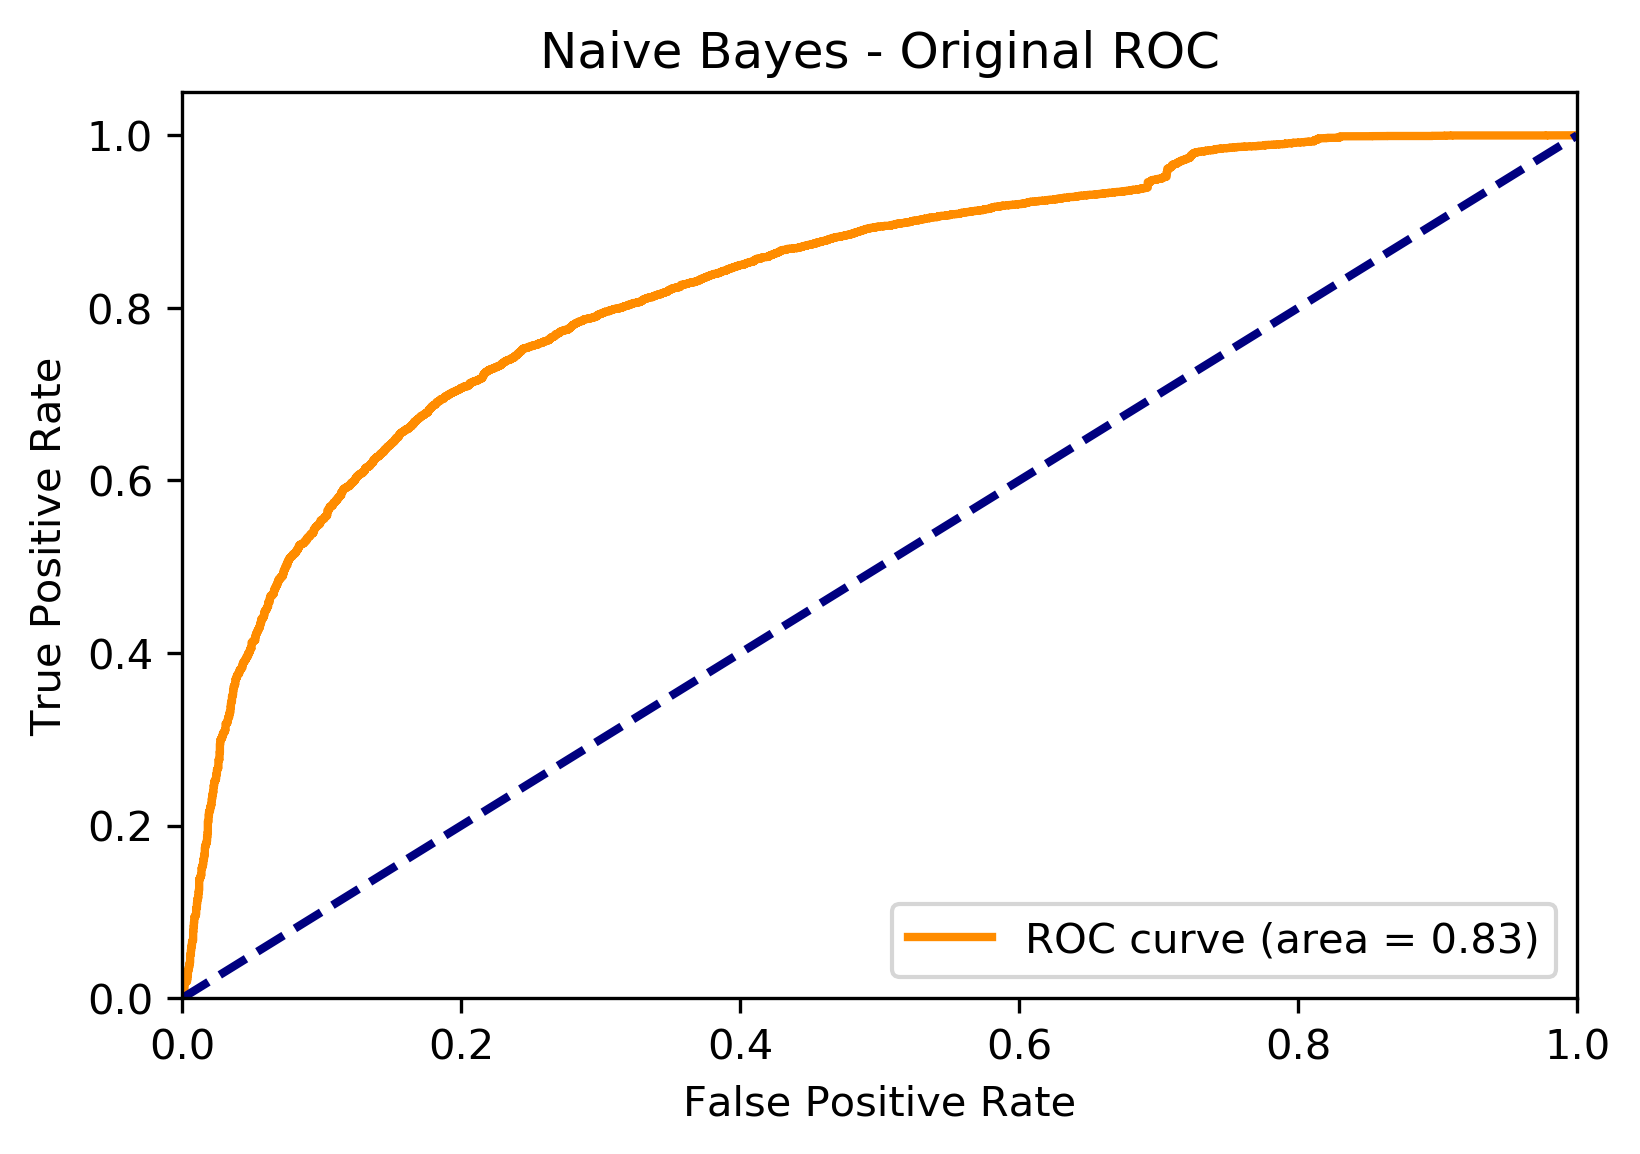 Naive Bayes - Original ROC
1.0
0.8
0.6
0.4
0.2
0.0
True Positive Rate
ROC curve (area = 0.83)
0.0 0.2 0.4 0.6 0.8 1.0
False Positive Rate